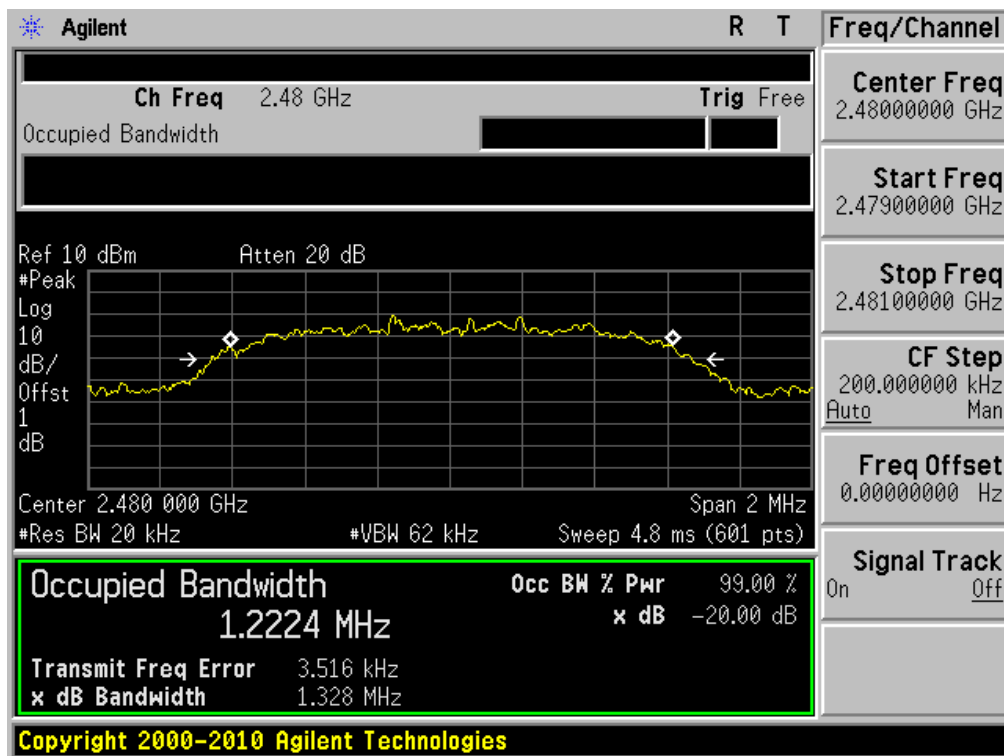 Agilent R T
Freq/Channel
Ch Freq 2.48 GHz Trig Free
Occupied Bandwidth
Center Freq
2.48000000 GHz
Start Freq
2.47900000 GHz
Stop Freq
2.48100000 GHz
CF Step
200.000000 kHz
Auto Man
Freq Offset
0.00000000 Hz
Signal Track
On Off
Ref 10 dBm Atten 20 dB
#Peak
Log
10
dB/
Offst
1
dB
Center 2.480 000 GHz Span 2 MHz
#Res BW 20 kHz #VBW 62 kHz Sweep 4.8 ms (601 pts)
Occupied Bandwidth Occ BW % Pwr 99.00 %
1.2224 MHz x dB -20.00 dB
Transmit Freq Error 3.516 kHz
x dB Bandwidth 1.328 MHz
Copyright 2000-2010 Agilent Technologies